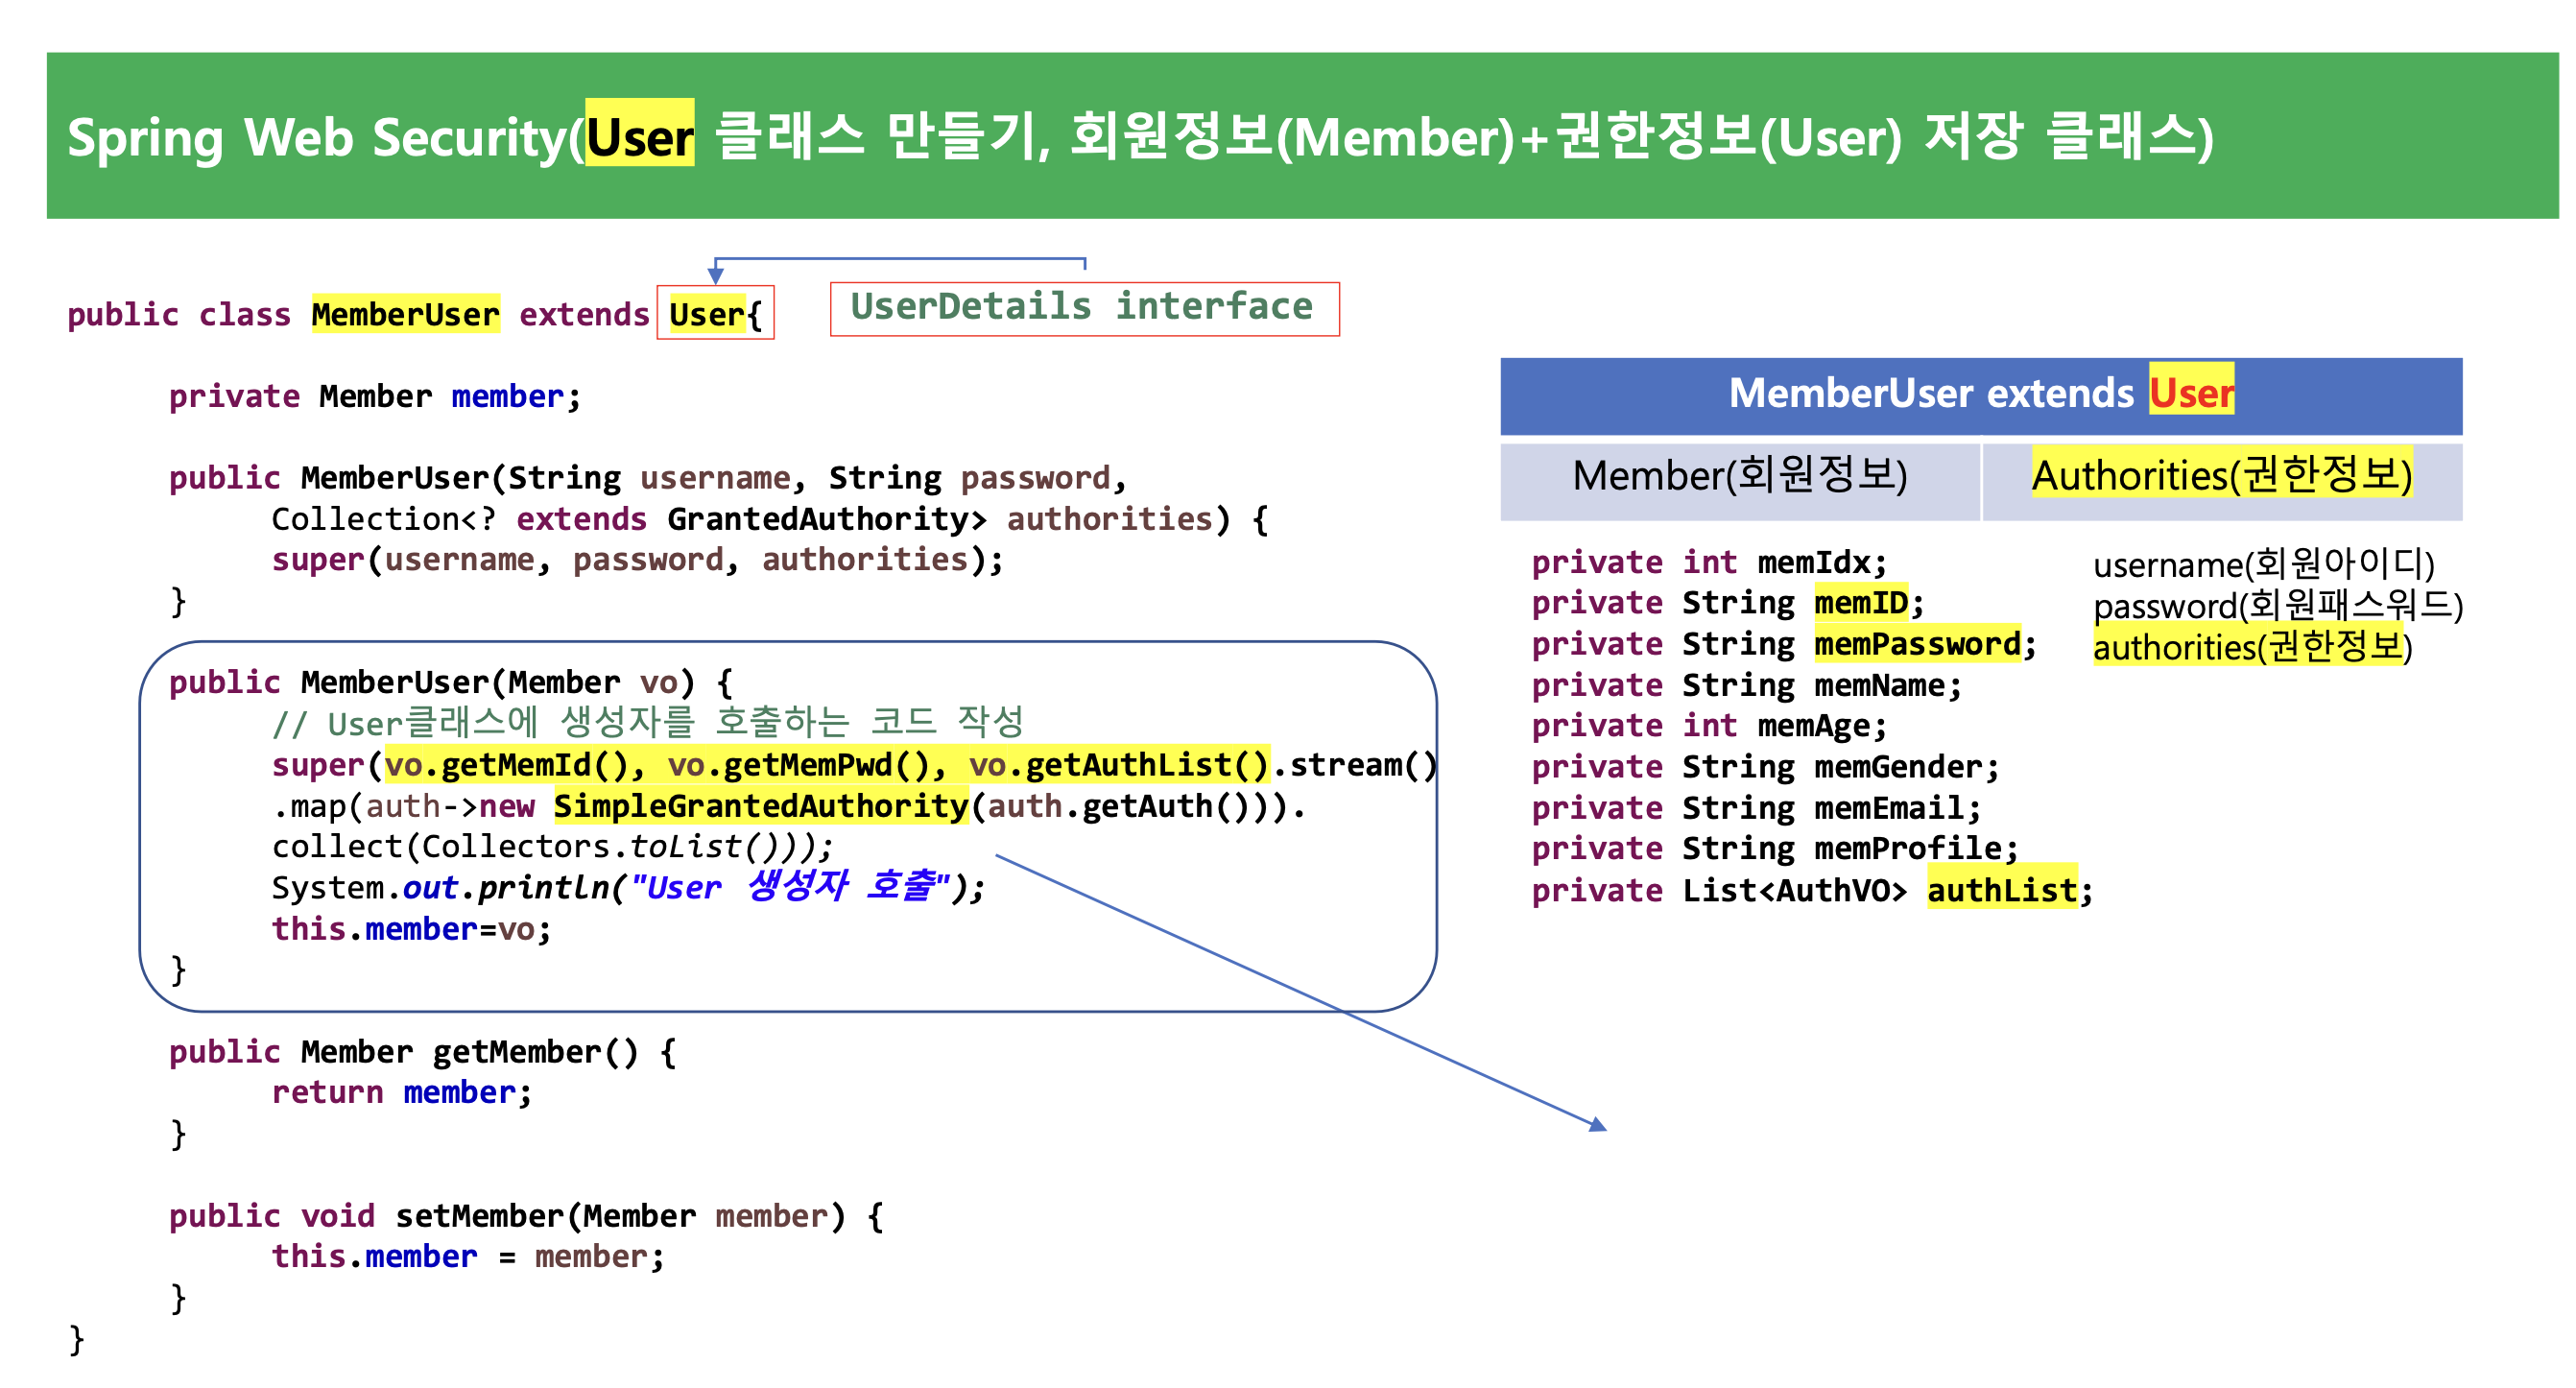 Spring Web Security(User 클래스 만들기, 회원정보(Member)+권한정보(User) 저장 클래스)
public class MemberUser extends User{
UserDetails interface
private Member member;
public MemberUser(String username, String password,
Collection<? extends GrantedAuthority> authorities) {
super(username, password, authorities);
}
public MemberUser(Member vo) {
// User클래스에 생성자를 호출하는 코드 작성
super(vo.getMemId(), vo.getMemPwd(), vo.getAuthList().stream()
.map(auth->new SimpleGrantedAuthority(auth.getAuth())).
collect(Collectors.toList()));
System.out.println("User 생성자 호출");
this.member=vo;
}
public Member getMember() {
return member;
}
public void setMember(Member member) {
this.member = member;
}
}
MemberUser extends User
Member(회원정보)
Authorities(권한정보)
private int memIdx;
private String memID;
private String memPassword;
private String memName;
private int memAge;
private String memGender;
private String memEmail;
private String memProfile;
private List<AuthVO> authList;
username(회원아이디)
password(회원패스워드)
authorities(권한정보)